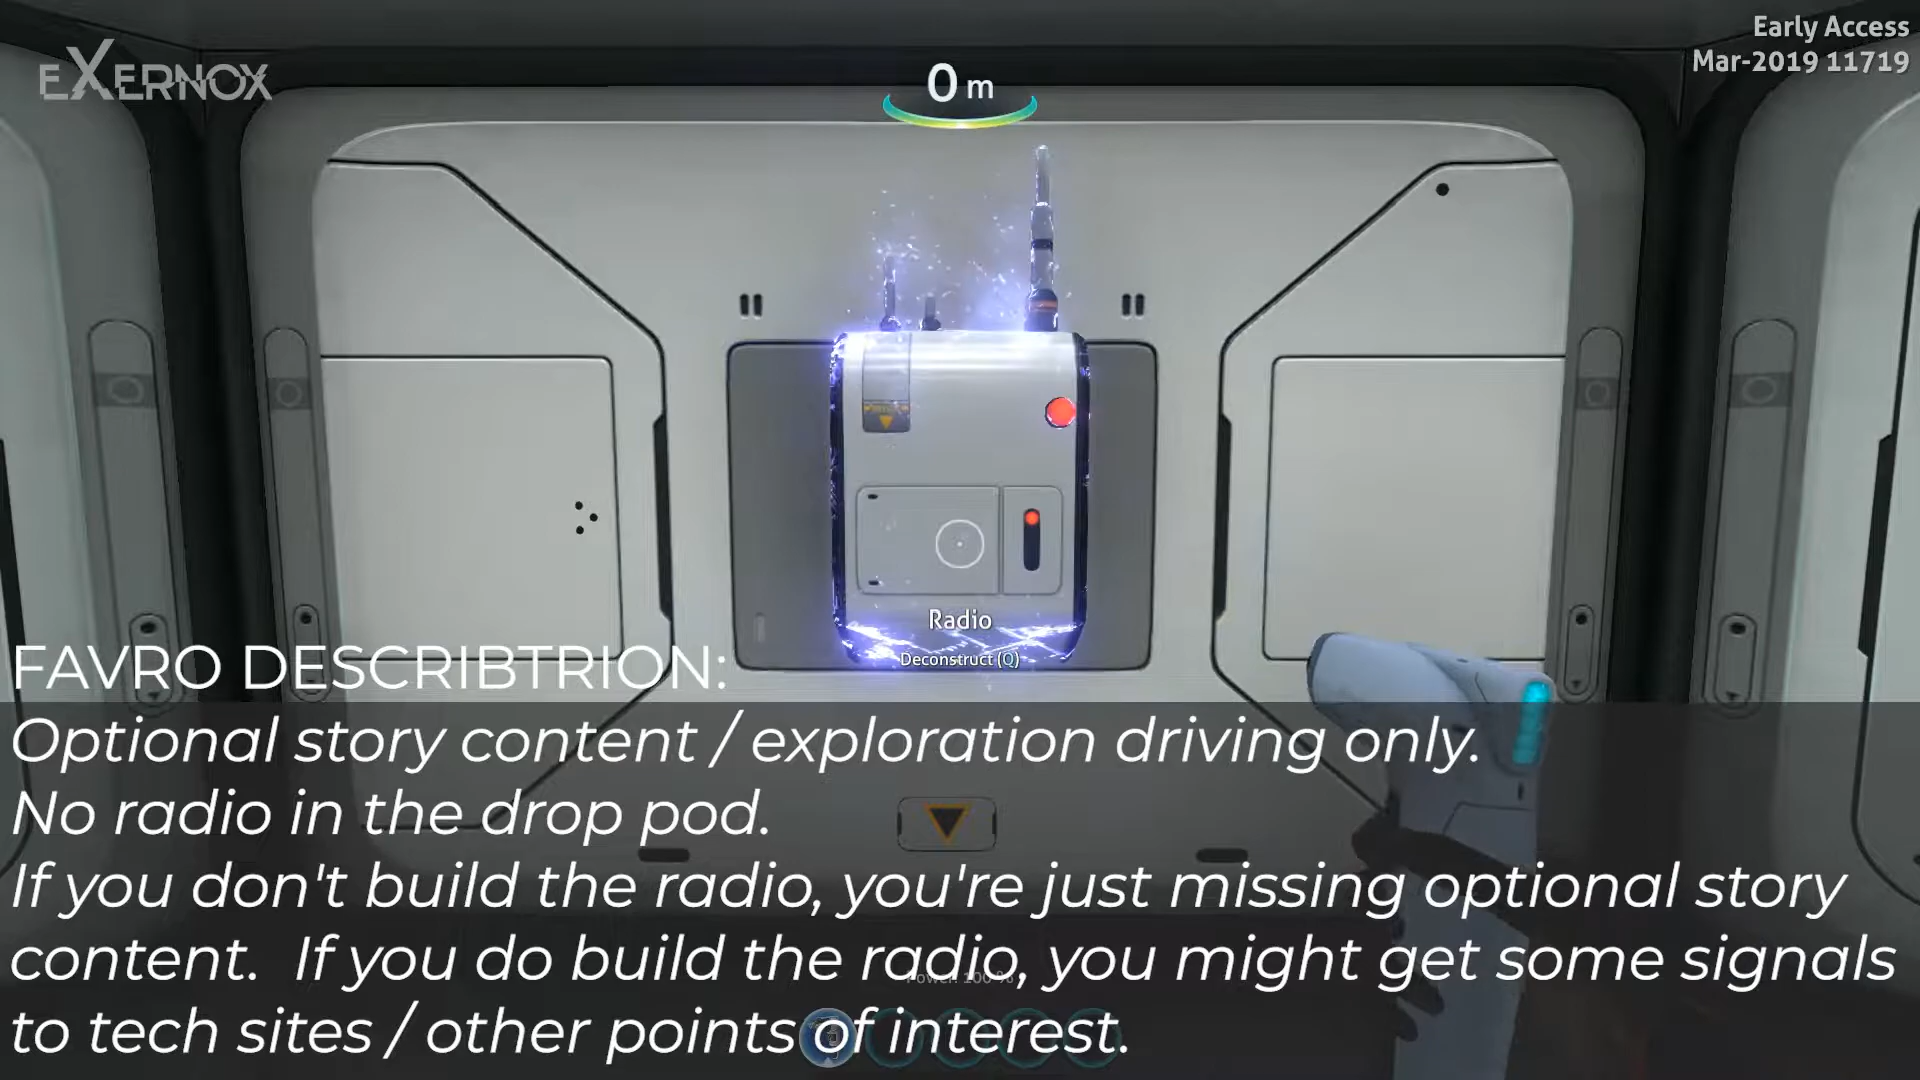 EXERNOX
Early Access
Mar-2019 11719
0 m
Radio
Deconstruct (Q)
FAVRO DESCRIBTRION:
Optional story content / exploration driving only.
No radio in the drop pod.
If you don't build the radio, you're just missing optional story
content.  If you do build the radio, you might get some signals
Power: 100 %
to tech sites / other points of interest.